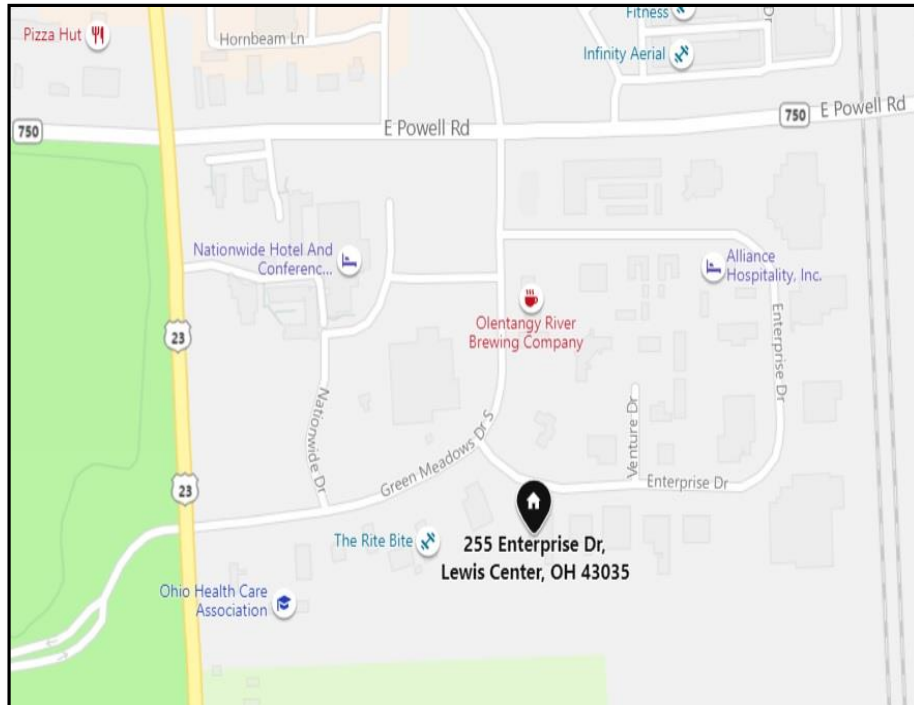 Fitness
Dr
Pizza Hut
Hornbeam Ln
Infinity Aerial
750
E Powell Rd
750
E Powell Rd
Nationwide Hotel And
Conferenc...
Alliance
Hospitality, Inc.
Olentangy River
Brewing Company
23
Enterprise Dr
Nationwide Dr
Green Meadows Dr S
Venture Dr
23
Enterprise Dr
The Rite Bite
255 Enterprise Dr,
Lewis Center, OH 43035
Ohio Health Care
Association